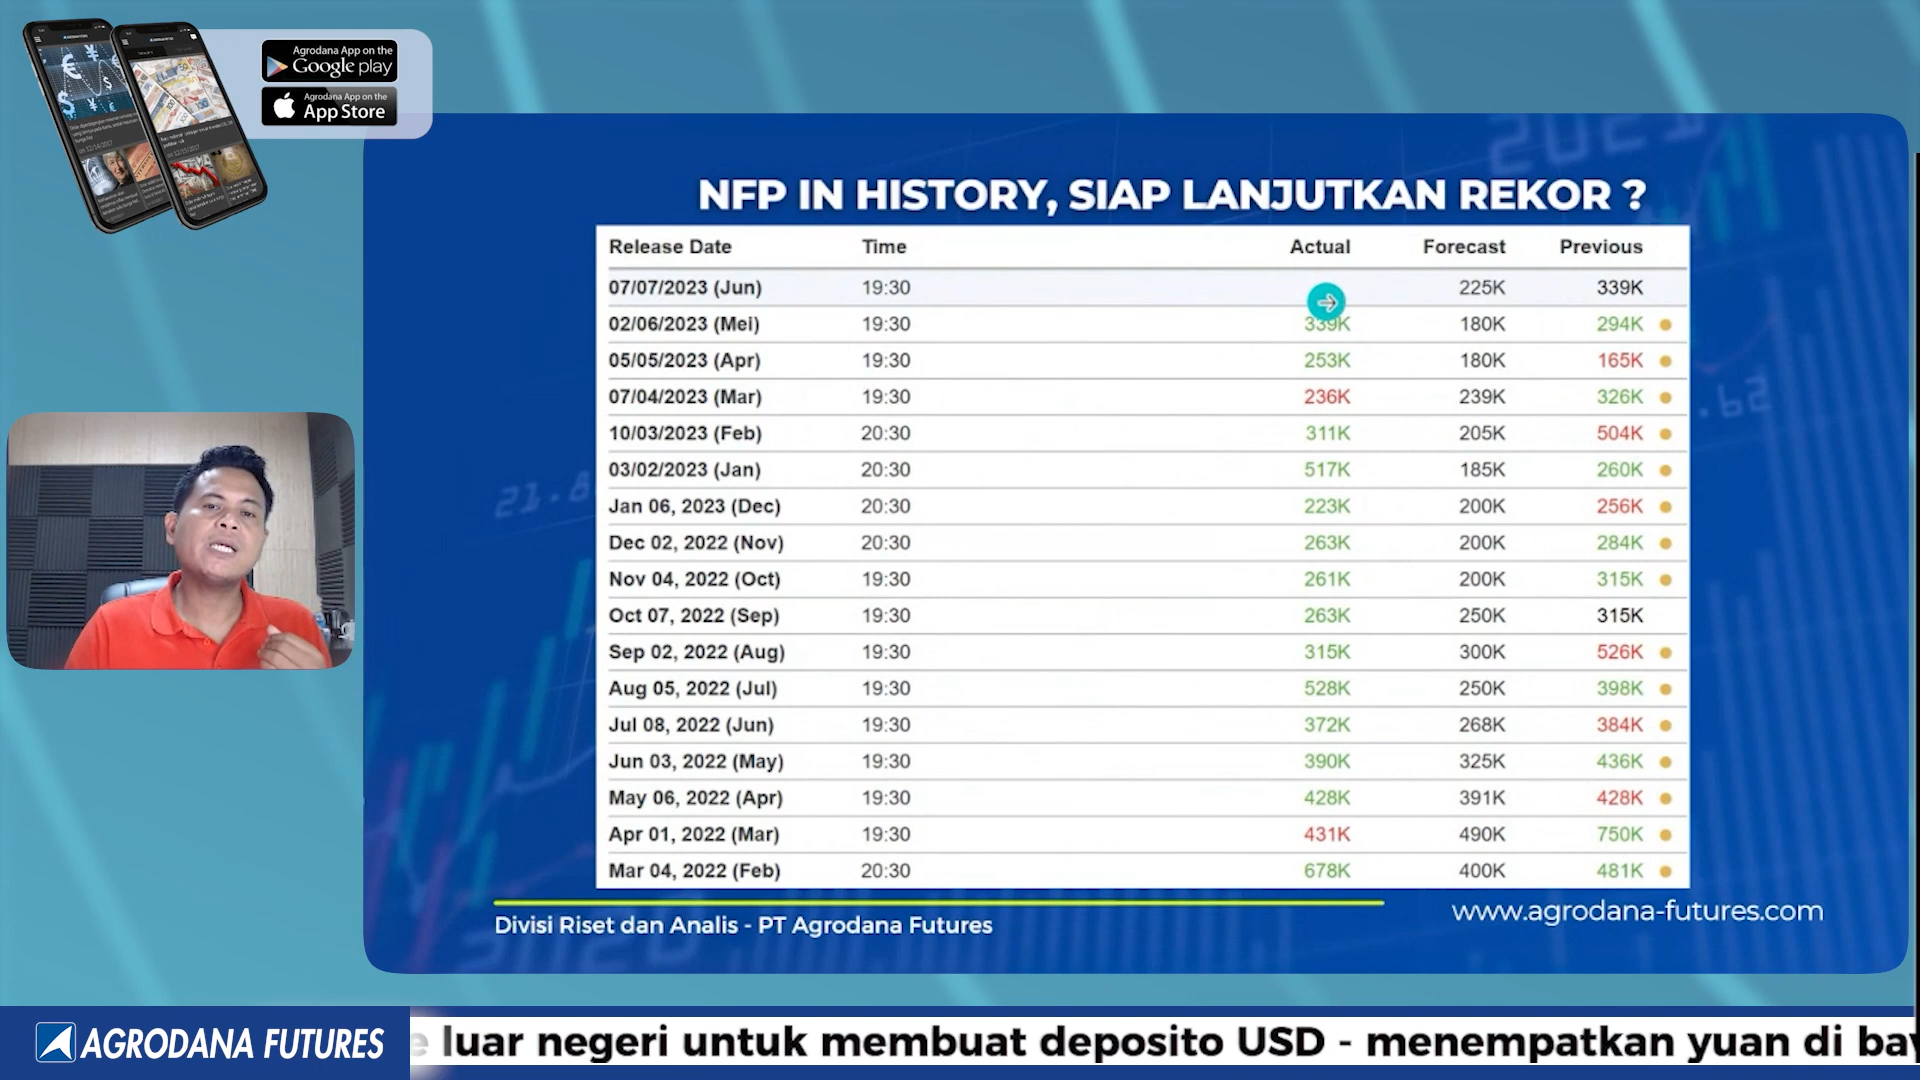 Agrodana App on the
Google play
Agrodana App on the
App Store
NFP IN HISTORY, SIAP LANJUTKAN REKOR ?
Release Date Time Actual Forecast Previous
07/07/2023 (Jun) 19:30 225K 339K
02/06/2023 (Mei) 19:30 339K 180K 294K
05/05/2023 (Apr) 19:30 253K 180K 165K
07/04/2023 (Mar) 19:30 236K 239K 326K
10/03/2023 (Feb) 20:30 311K 205K 504K
03/02/2023 (Jan) 20:30 517K 185K 260K
Jan 06, 2023 (Dec) 20:30 223K 200K 256K
Dec 02, 2022 (Nov) 20:30 263K 200K 284K
Nov 04, 2022 (Oct) 19:30 261K 200K 315K
Oct 07, 2022 (Sep) 19:30 263K 250K 315K
Sep 02, 2022 (Aug) 19:30 315K 300K 526K
Aug 05, 2022 (Jul) 19:30 528K 250K 398K
Jul 08, 2022 (Jun) 19:30 372K 268K 384K
Jun 03, 2022 (May) 19:30 390K 325K 436K
May 06, 2022 (Apr) 19:30 428K 391K 428K
Apr 01, 2022 (Mar) 19:30 431K 490K 750K
Mar 04, 2022 (Feb) 20:30 678K 400K 481K
Divisi Riset dan Analis - PT Agrodana Futures
www.agrodana-futures.com
AGRODANA FUTURES
luar negeri untuk membuat deposito USD - menempatkan yuan di